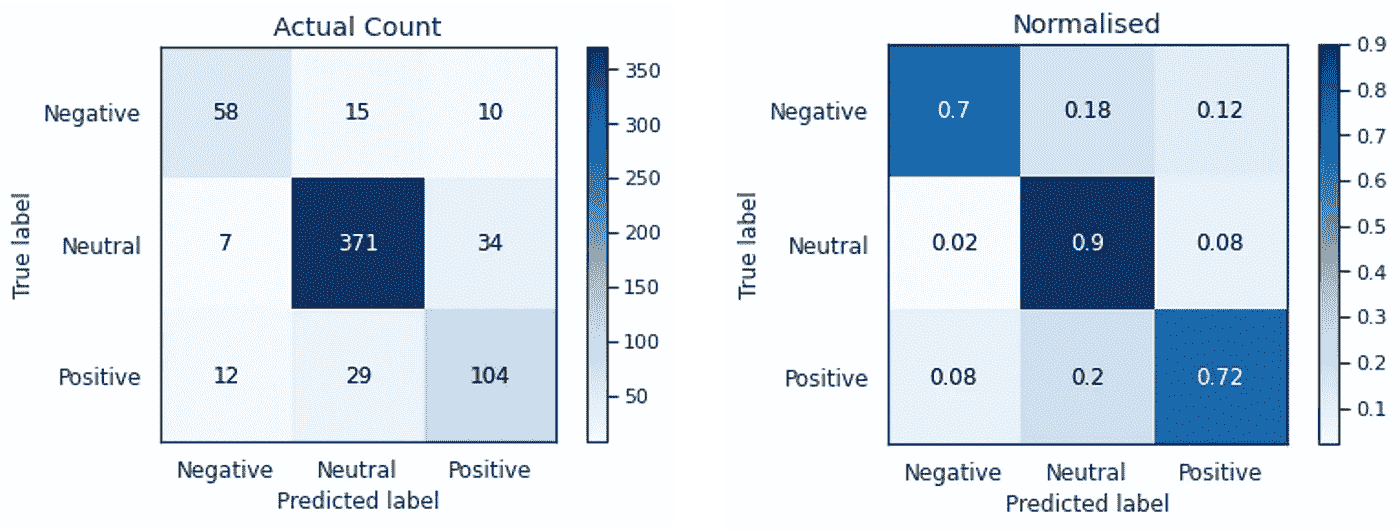 Actual Count
True label
Negative
58 15 10
Neutral
7 371 34
Positive
12 29 104
Negative Neutral Positive
Predicted label
350
300
250
200
150
100
50
Normalised
True label
Negative
0.7 0.18 0.12
Neutral
0.02 0.9 0.08
Positive
0.08 0.2 0.72
Negative Neutral Positive
Predicted label
0.9
0.8
0.7
0.6
0.5
0.4
0.3
0.2
0.1